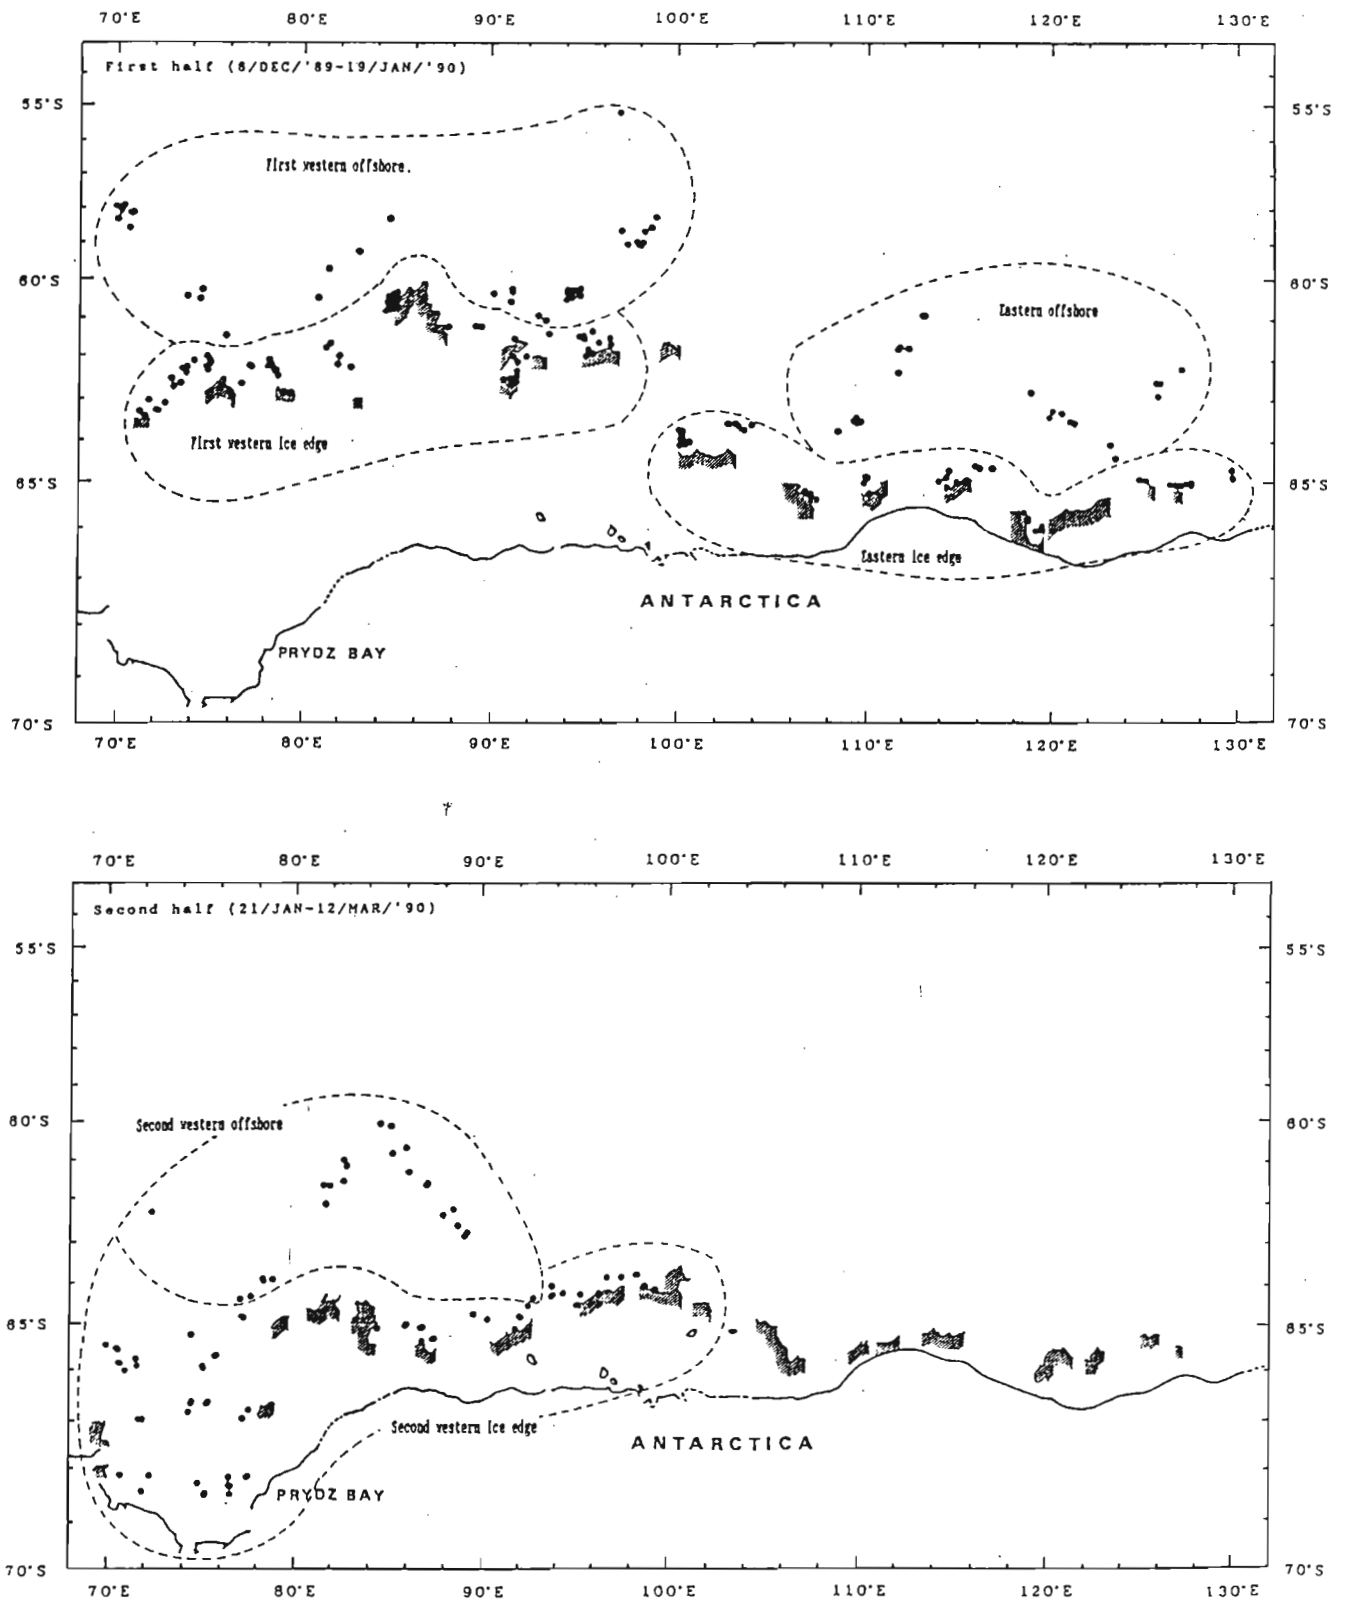 70°E 80°E 90°E 100°E 110°E 120°E 130°E
First half (6/DEC/'89-19/JAN/'90)
55°S 55°S
First western offshore.
60°S 60°S
Eastern offshore
First western ice edge
65°S 65°S
Eastern ice edge
ANTARCTICA
PRYDZ BAY
70°S 70°S
70°E 80°E 90°E 100°E 110°E 120°E 130°E
70°E 80°E 90°E 100°E 110°E 120°E 130°E
Second half (21/JAN-12/MAR/'90)
55°S 55°S
60°S 60°S
Second western offshore
65°S 65°S
Second western ice edge
ANTARCTICA
PRYDZ BAY
70°S 70°S
70°E 80°E 90°E 100°E 110°E 120°E 130°E